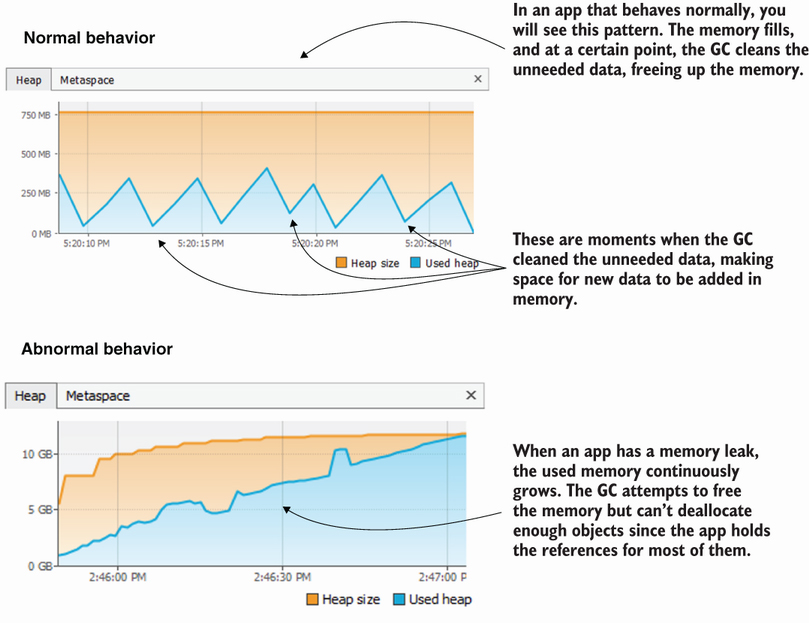 Normal behavior
In an app that behaves normally, you
will see this pattern. The memory fills,
and at a certain point, the GC cleans the
unneeded data, freeing up the memory.
Heap Metaspace ×
750 MB
500 MB
250 MB
0 MB
5:20:10 PM 5:20:15 PM 5:20:20 PM 5:20:25 PM
Heap size Used heap
These are moments when the GC
cleaned the unneeded data, making
space for new data to be added in
memory.
Abnormal behavior
Heap Metaspace ×
10 GB
5 GB
0 GB
2:46:00 PM 2:46:30 PM 2:47:00 P
Heap size Used heap
When an app has a memory leak,
the used memory continuously
grows. The GC attempts to free
the memory but can’t deallocate
enough objects since the app holds
the references for most of them.